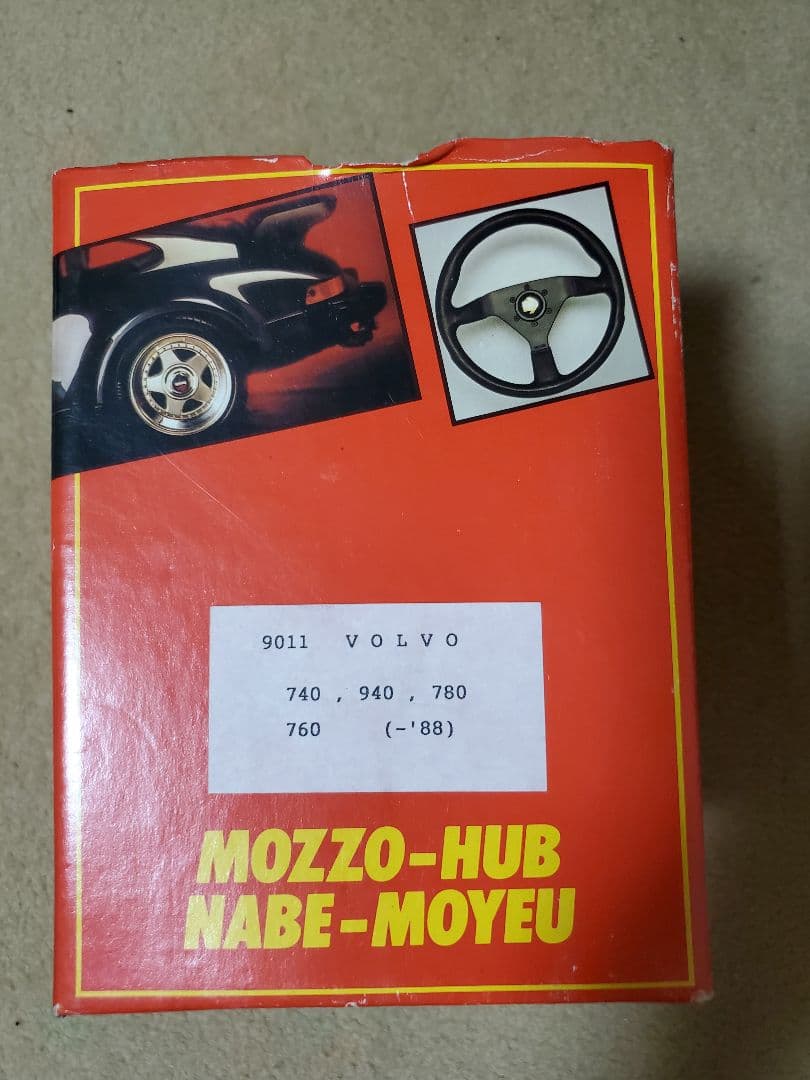 9011 VOLVO
740 , 940 , 780
760 (-'88)
MOZZO-HUB
NABE-MOYEU